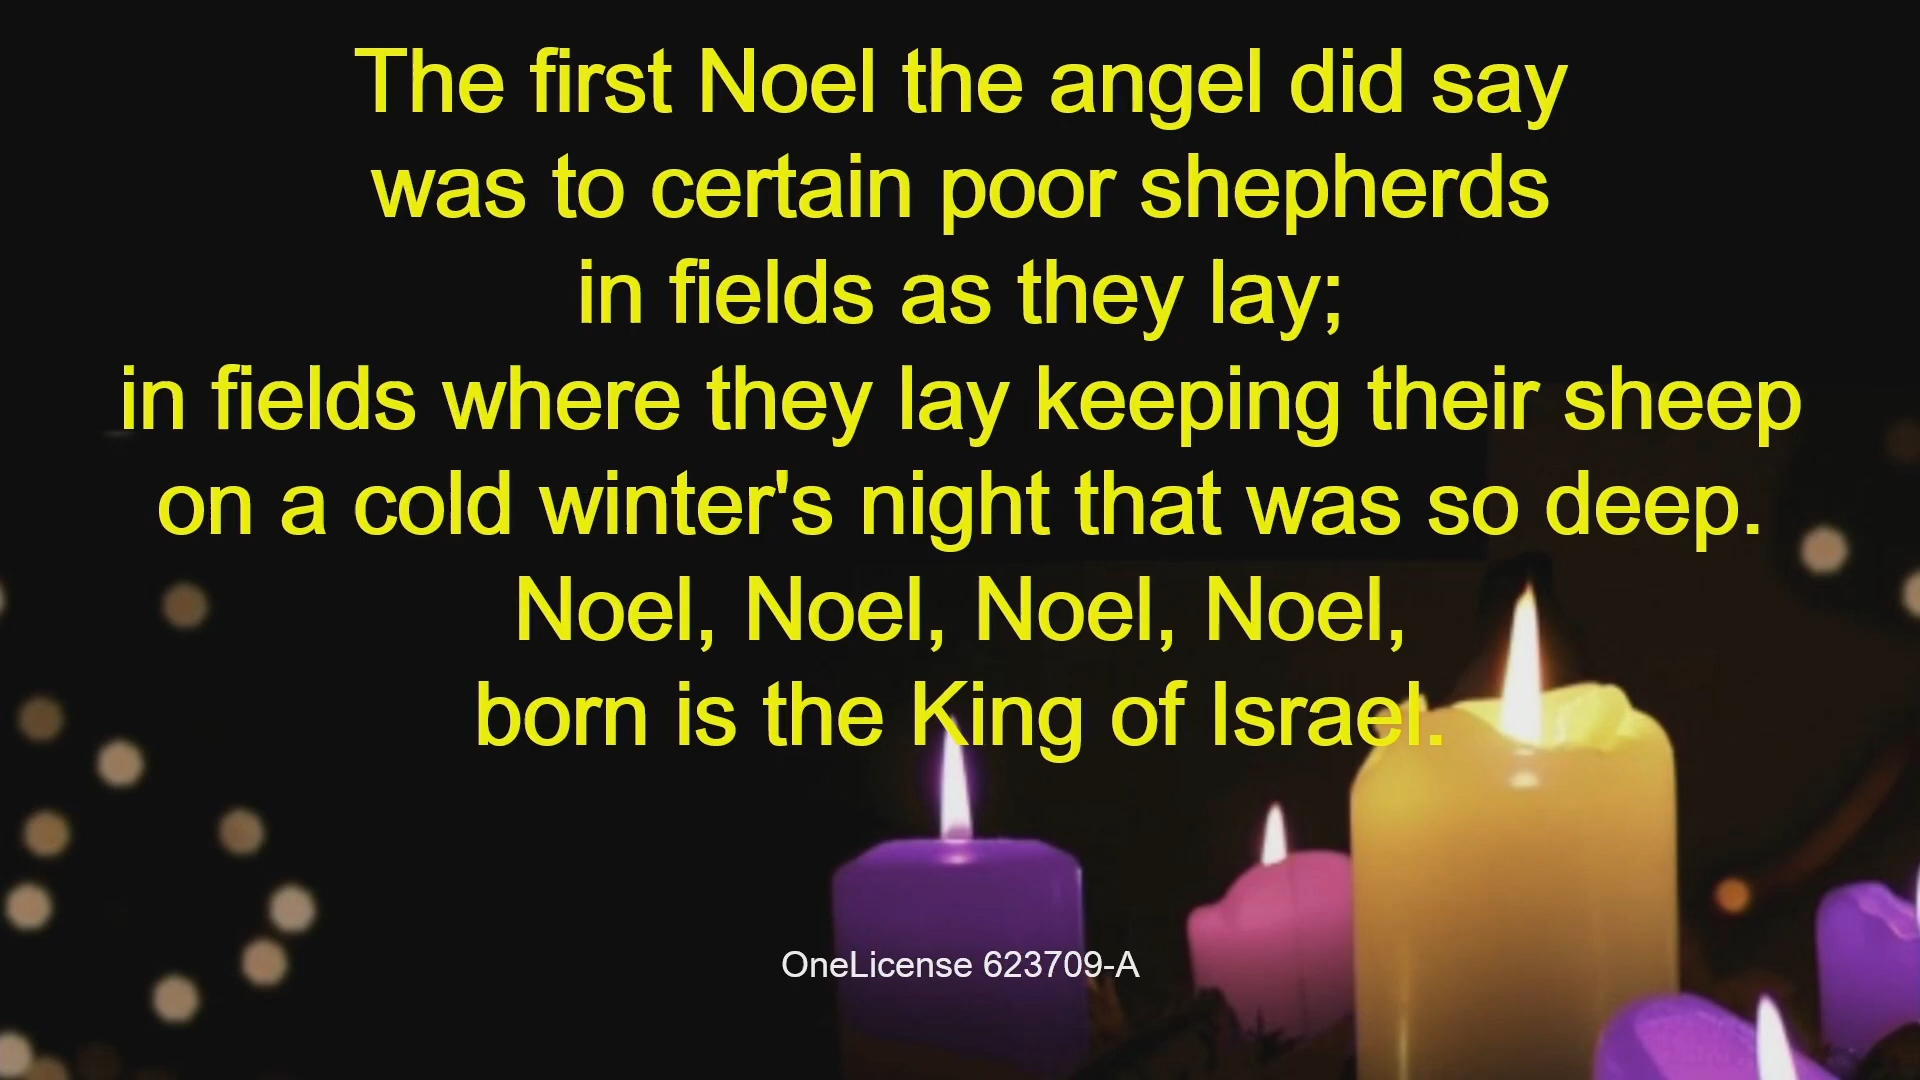 The first Noel the angel did say
was to certain poor shepherds
in fields as they lay;
in fields where they lay keeping their sheep
on a cold winter's night that was so deep.
Noel, Noel, Noel, Noel,
born is the King of Israel.
OneLicense 623709-A